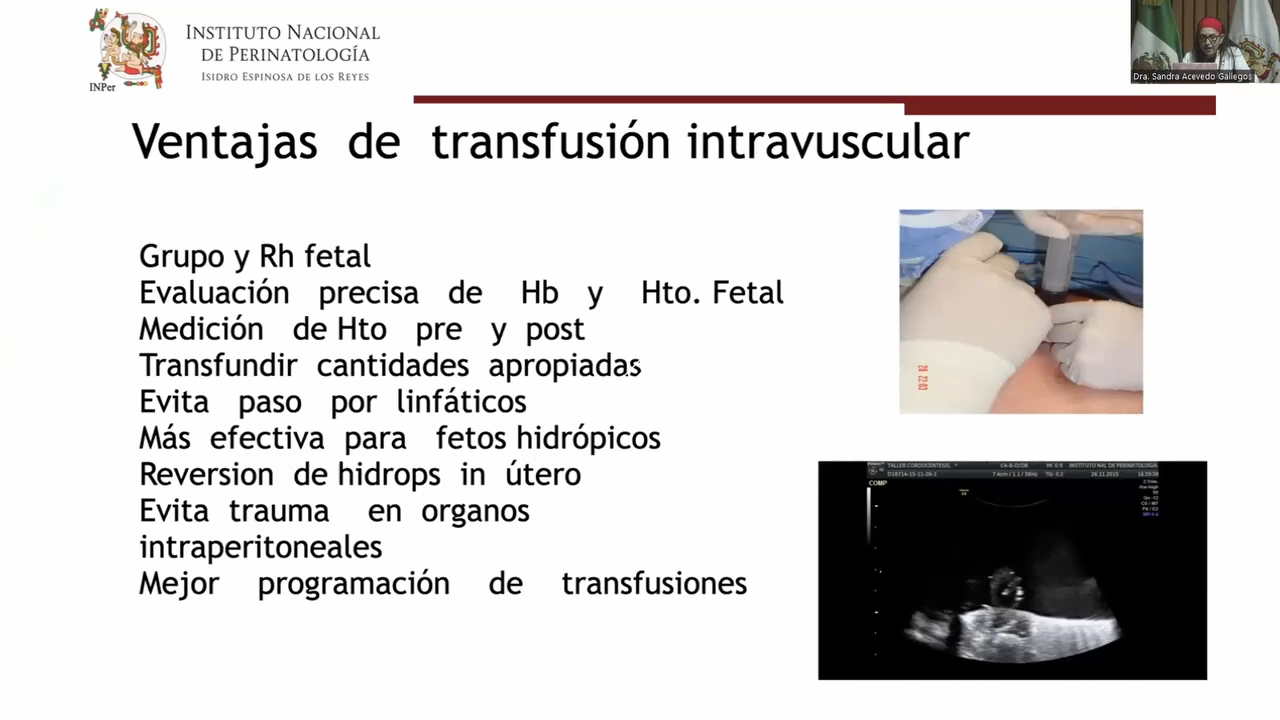 INSTITUTO NACIONAL
DE PERINATOLOGÍA
ISIDRO ESPINOSA DE LOS REYES
INPer
Dra. Sandra Acevedo Gallegos
Ventajas de transfusión intravuscular
Grupo y Rh fetal
Evaluación precisa de Hb y Hto. Fetal
Medición de Hto pre y post
Transfundir cantidades apropiadas
Evita paso por linfáticos
Más efectiva para fetos hidrópicos
Reversion de hidrops in útero
Evita trauma en organos
intraperitoneales
Mejor programación de transfusiones
TALLER CORDOCENTESIS,
INSTITUTO NAL DE PERINATOLOGIA
26.11.2015
COMP